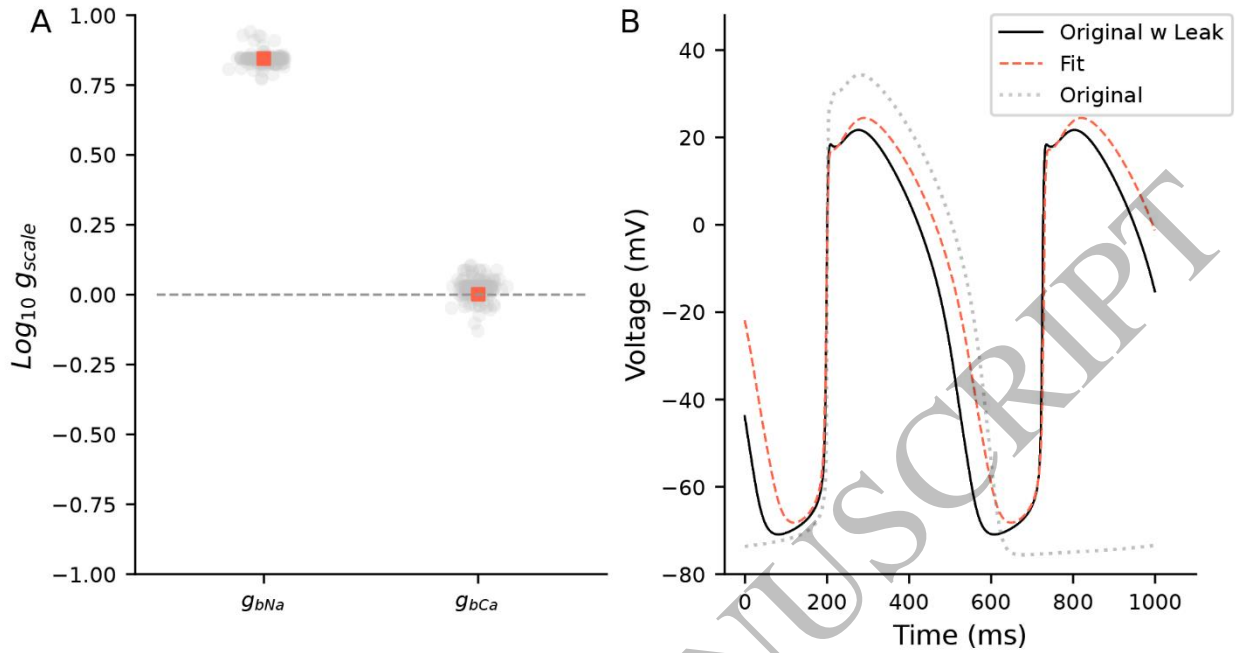 A
1.00
0.75
0.50
0.25
0.00
−0.25
−0.50
−0.75
−1.00
Log10 gscale
gbNa
gbCa
B
Original w Leak
Fit
Original
40
20
0
−20
−40
−60
−80
Voltage (mV)
0
200
400
600
800
1000
Time (ms)
NUSCRIPT